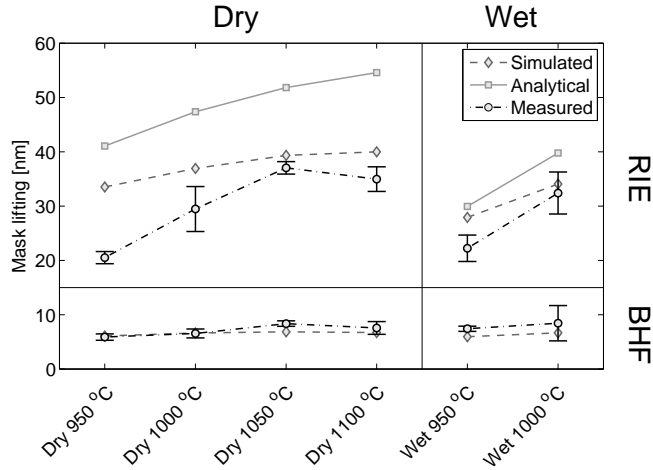 Dry Wet
60
50
40
30
20
10
0
Mask lifting [nm]
Simulated
Analytical
Measured
RIE
BHF
Dry 950 °C
Dry 1000 °C
Dry 1050 °C
Dry 1100 °C
Wet 950 °C
Wet 1000 °C